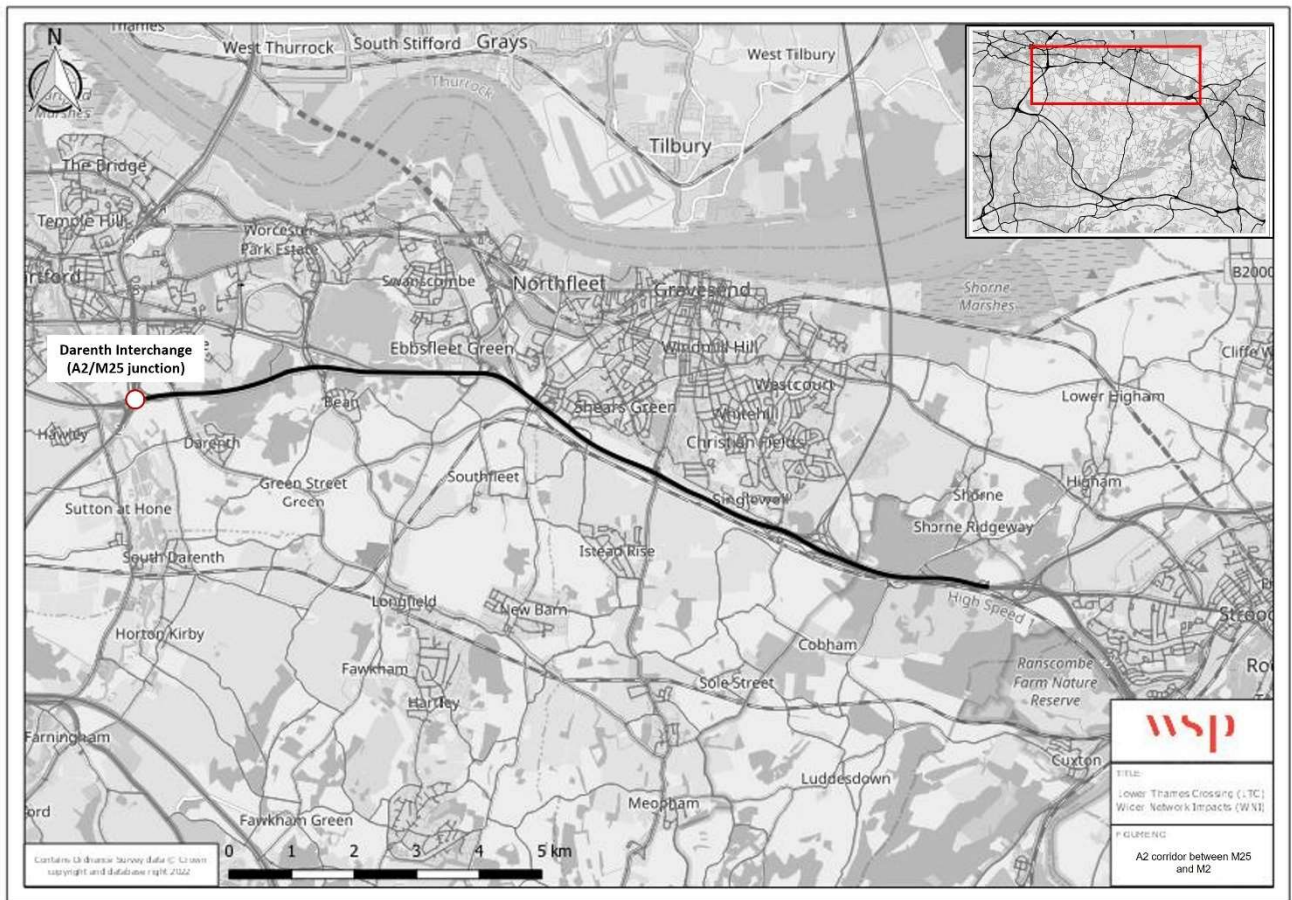 N
Thames
West Thurrock
South Stifford
Grays
West Tilbury
Thurrock
Marshes
Tilbury
The Bridge
Temple Hill
Worcester
Park Estate
Swanscombe
Northfleet
Gravesend
Shorne
Marshes
B2000
Darenth Interchange
(A2/M25 junction)
Ebbsfleet Green
Windmill Hill
Bean
Shears Green
Westcourt
Whitehill
Lower Higham
Hawley
Darenth
Christian Fields
Southfleet
Green Street
Green
Singlewell
Shorne
Higham
Sutton at Hone
Shorne Ridgeway
South Darenth
Istead Rise
High Speed 1
Longfield
New Barn
Horton Kirby
Cobham
Fawkham
Sole Street
Ranscombe
Farm Nature
Reserve
Hartley
Farningham
Cuxton
Luddesdown
Meopham
Fawkham Green
0 1 2 3 4 5 km
Contains Ordnance Survey data © Crown
copyright and database right 2022
wsp
TITLE:
Lower Thames Crossing (LTC)
Wider Network Impacts (WNI)
FIGURE NO:
A2 corridor between M25
and M2